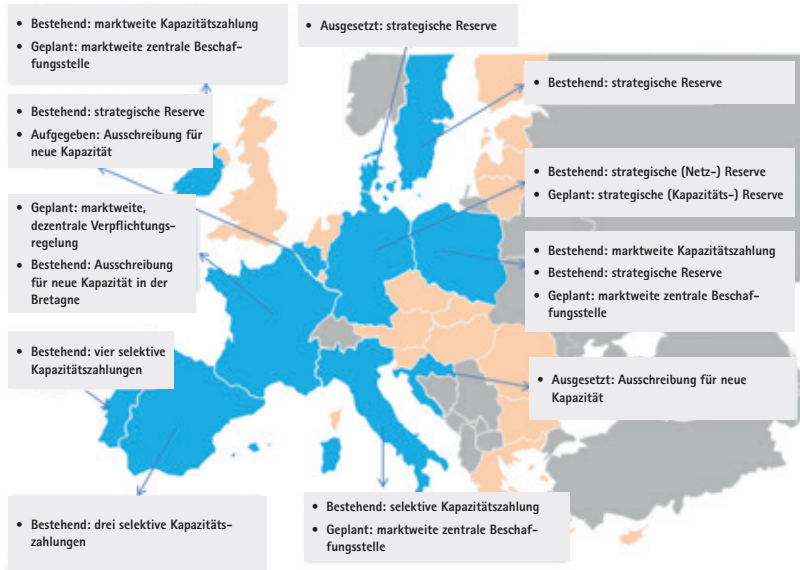 • Bestehend: marktweite Kapazitätszahlung
• Geplant: marktweite zentrale Beschaf-
fungsstelle
• Ausgesetzt: strategische Reserve
• Bestehend: strategische Reserve
• Bestehend: strategische Reserve
• Aufgegeben: Ausschreibung für
neue Kapazität
• Bestehend: strategische (Netz-) Reserve
• Geplant: strategische (Kapazitäts-) Reserve
• Geplant: marktweite,
dezentrale Verpflichtungs-
regelung
• Bestehend: Ausschreibung
für neue Kapazität in der
Bretagne
• Bestehend: marktweite Kapazitätszahlung
• Bestehend: strategische Reserve
• Geplant: marktweite zentrale Beschaf-
fungsstelle
• Bestehend: vier selektive
Kapazitätszahlungen
• Ausgesetzt: Ausschreibung für neue
Kapazität
• Bestehend: drei selektive Kapazitäts-
zahlungen
• Bestehend: selektive Kapazitätszahlung
• Geplant: marktweite zentrale Beschaf-
fungsstelle